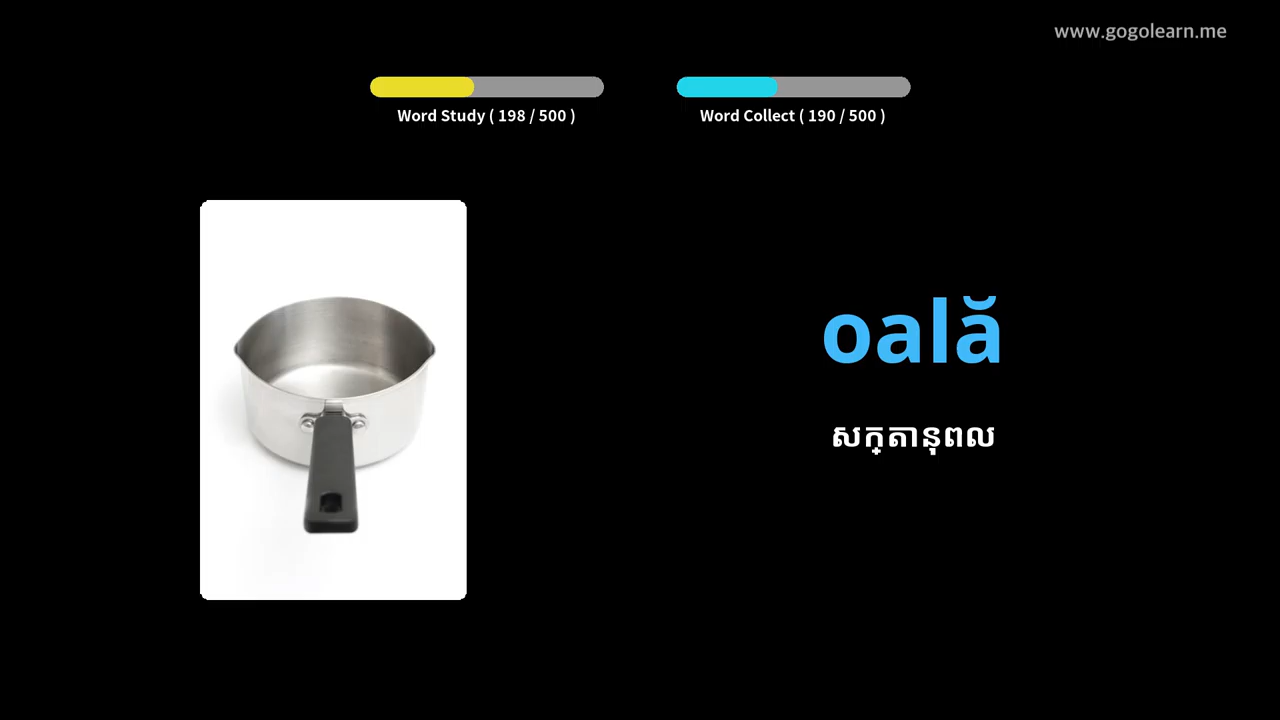 www.gogolearn.me
Word Study ( 198 / 500 )
Word Collect ( 190 / 500 )
oală
សក្តានុពល